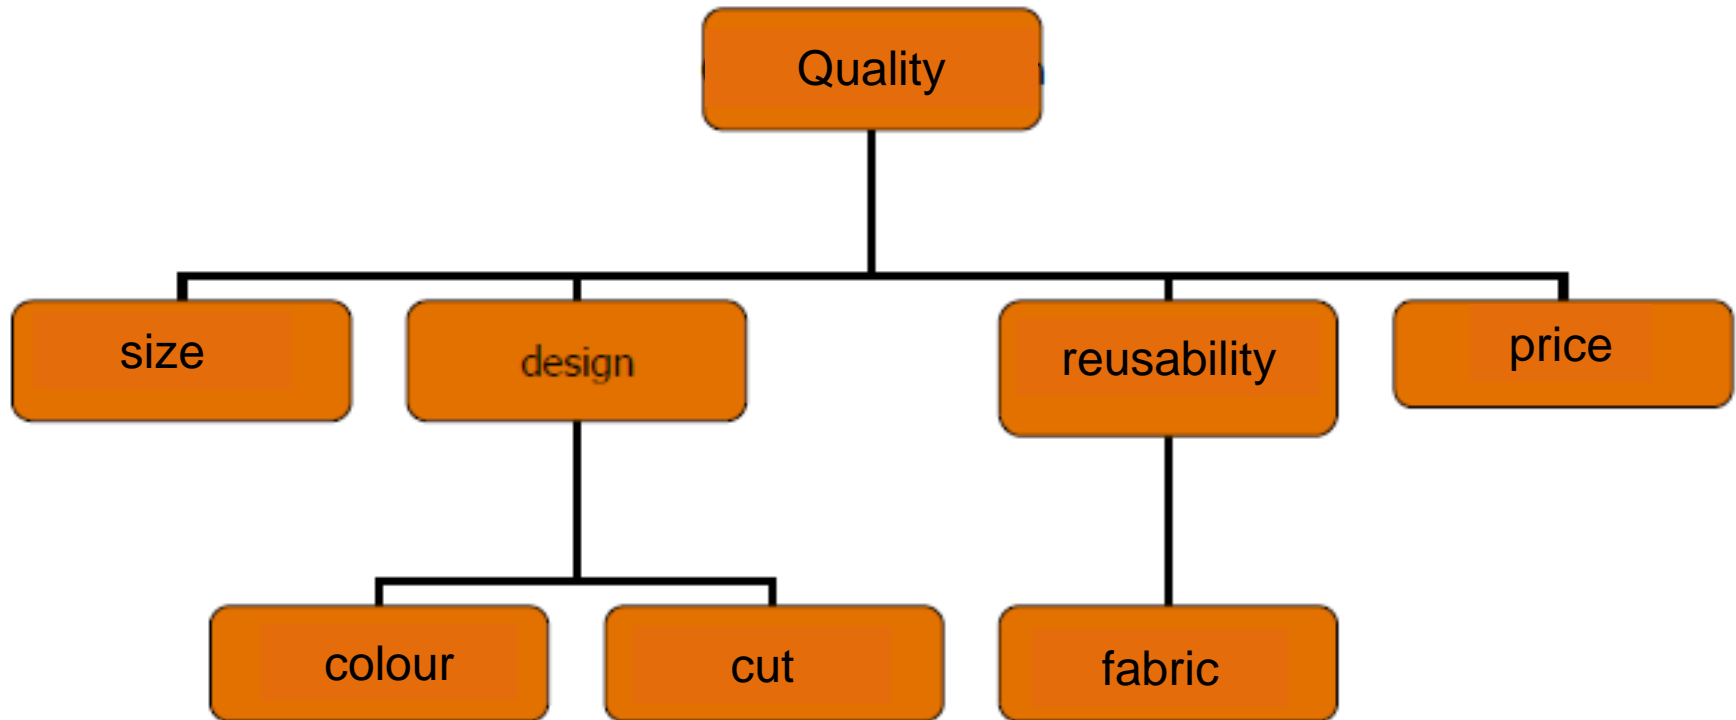 Quality
size
design
reusability
price
colour
cut
fabric